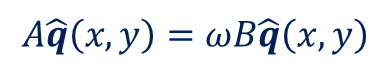 A𝒒̂(x, y) = ωB𝒒̂(x, y)